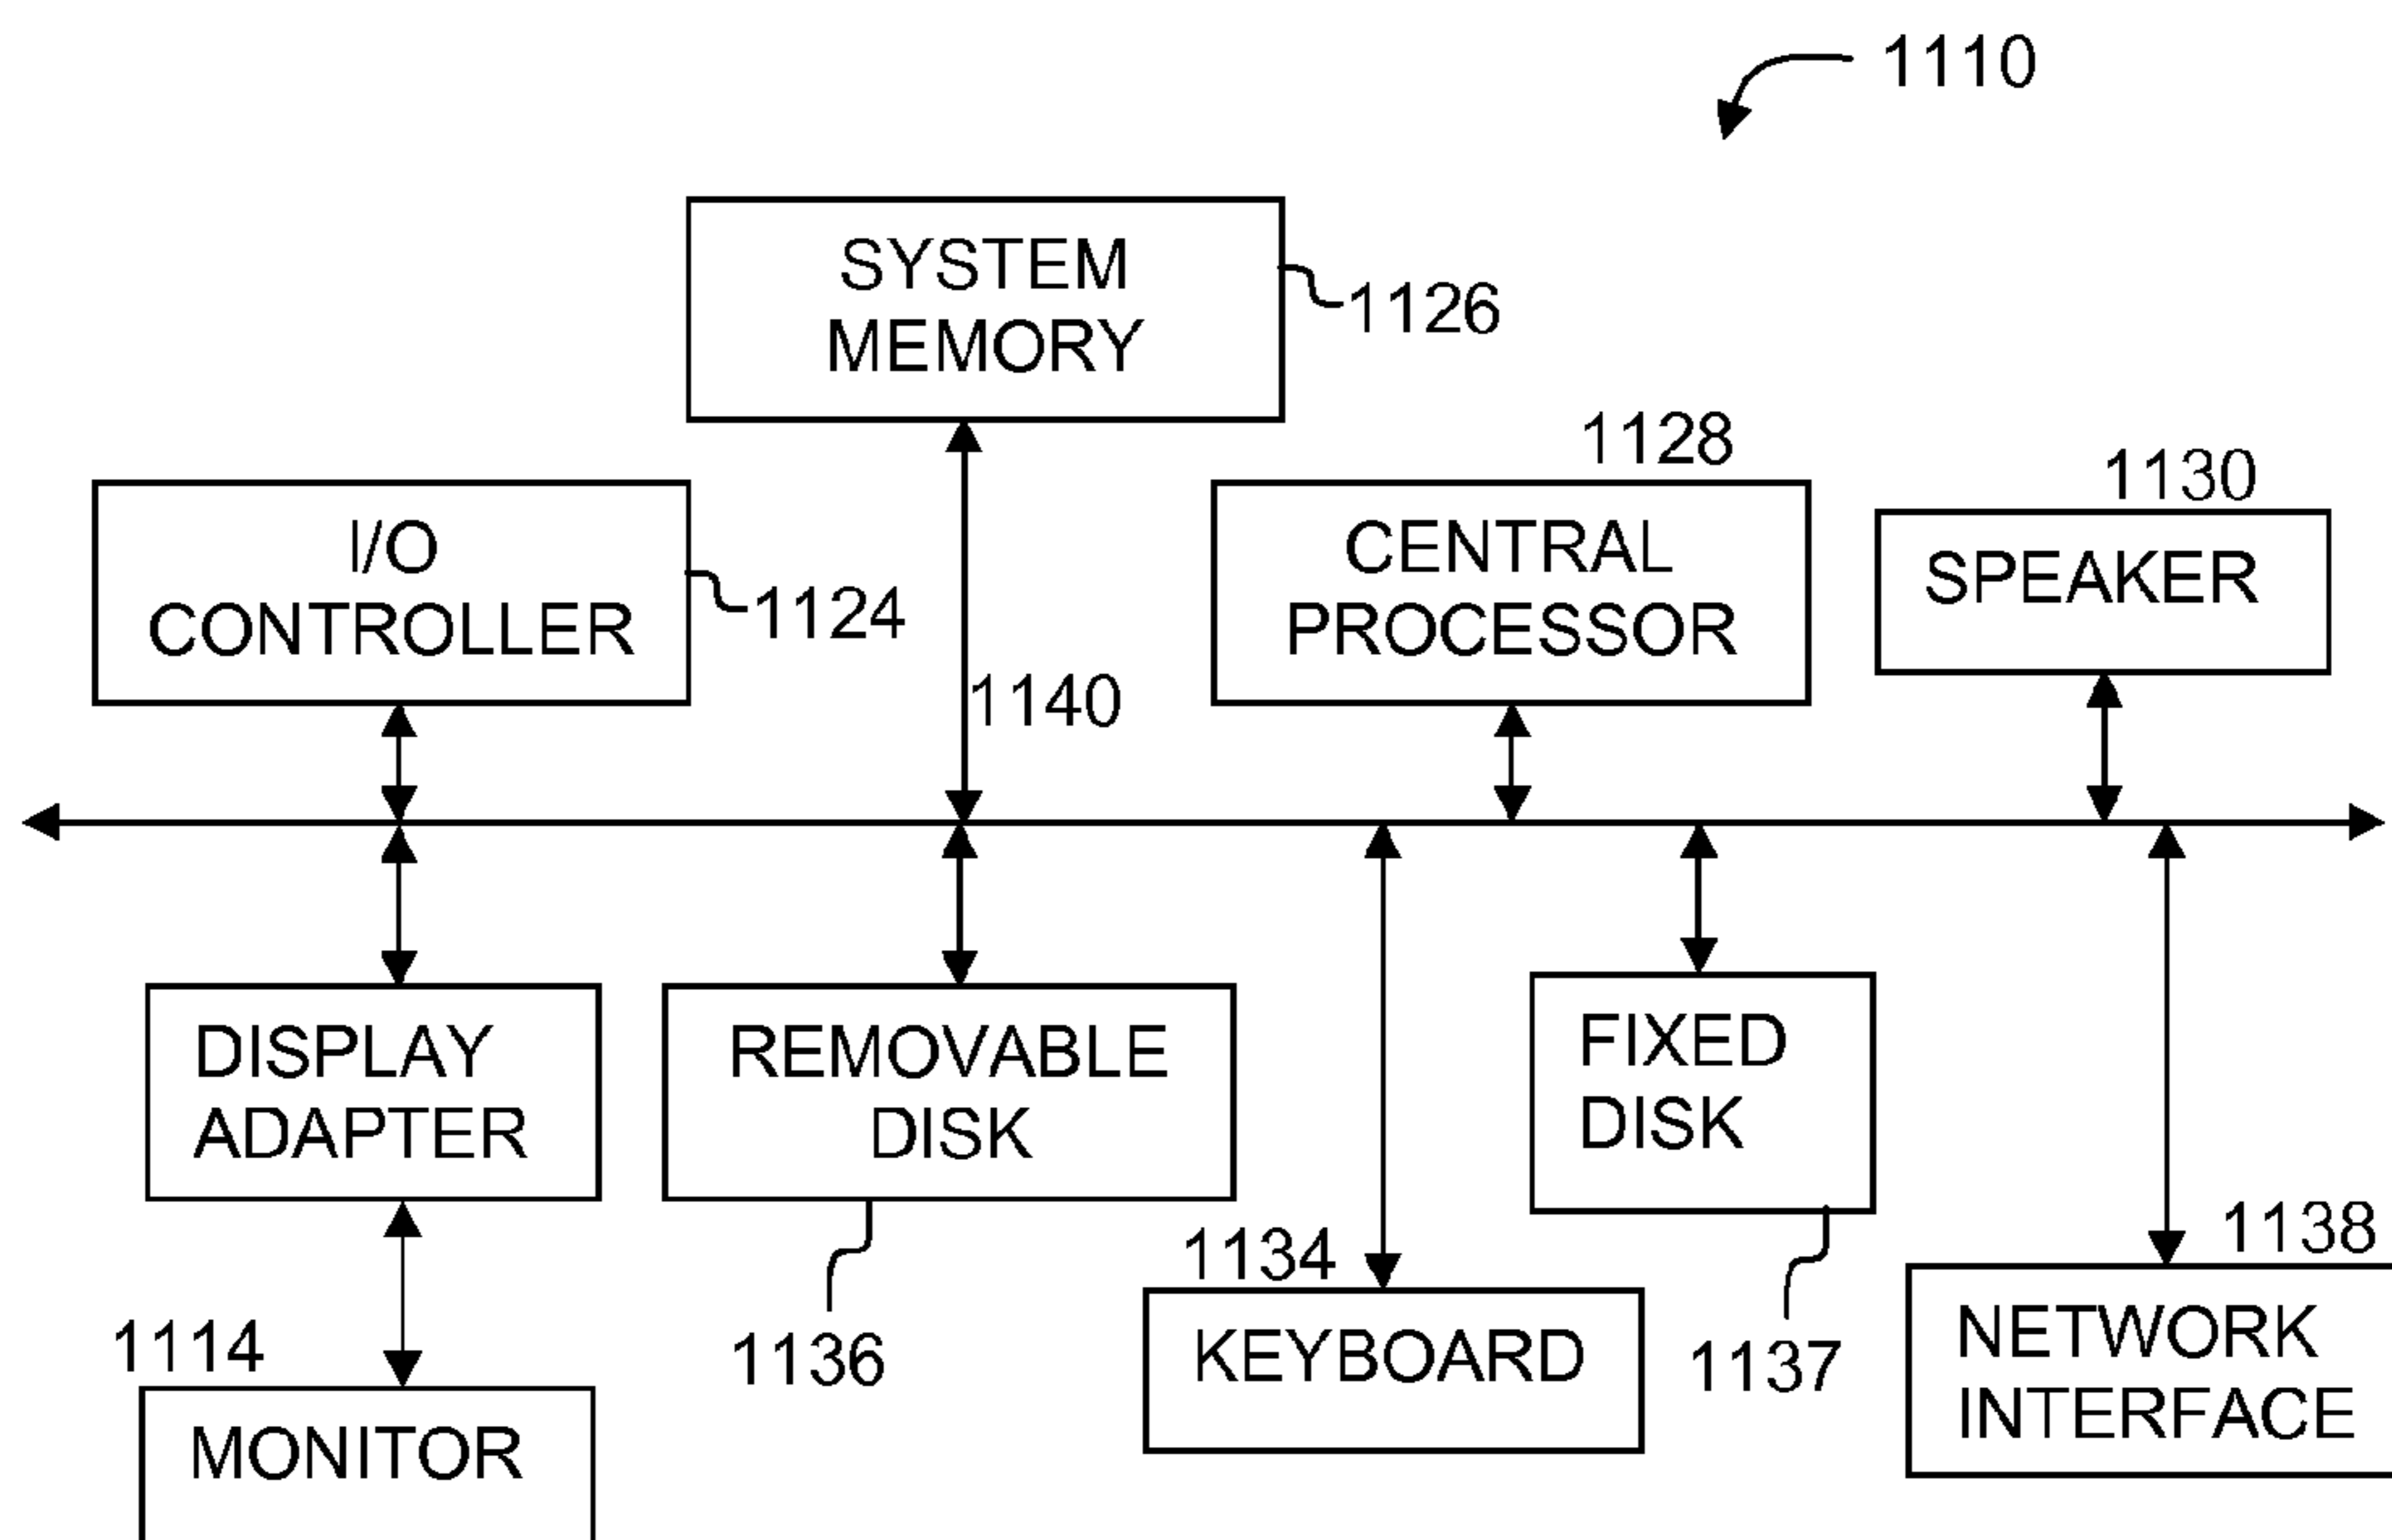 1110
SYSTEM
MEMORY
1126
1128
1130
I/O
CONTROLLER
1124
CENTRAL
PROCESSOR
SPEAKER
1140
DISPLAY
ADAPTER
REMOVABLE
DISK
FIXED
DISK
1136
1134
KEYBOARD
1137
1138
NETWORK
INTERFACE
1114
MONITOR